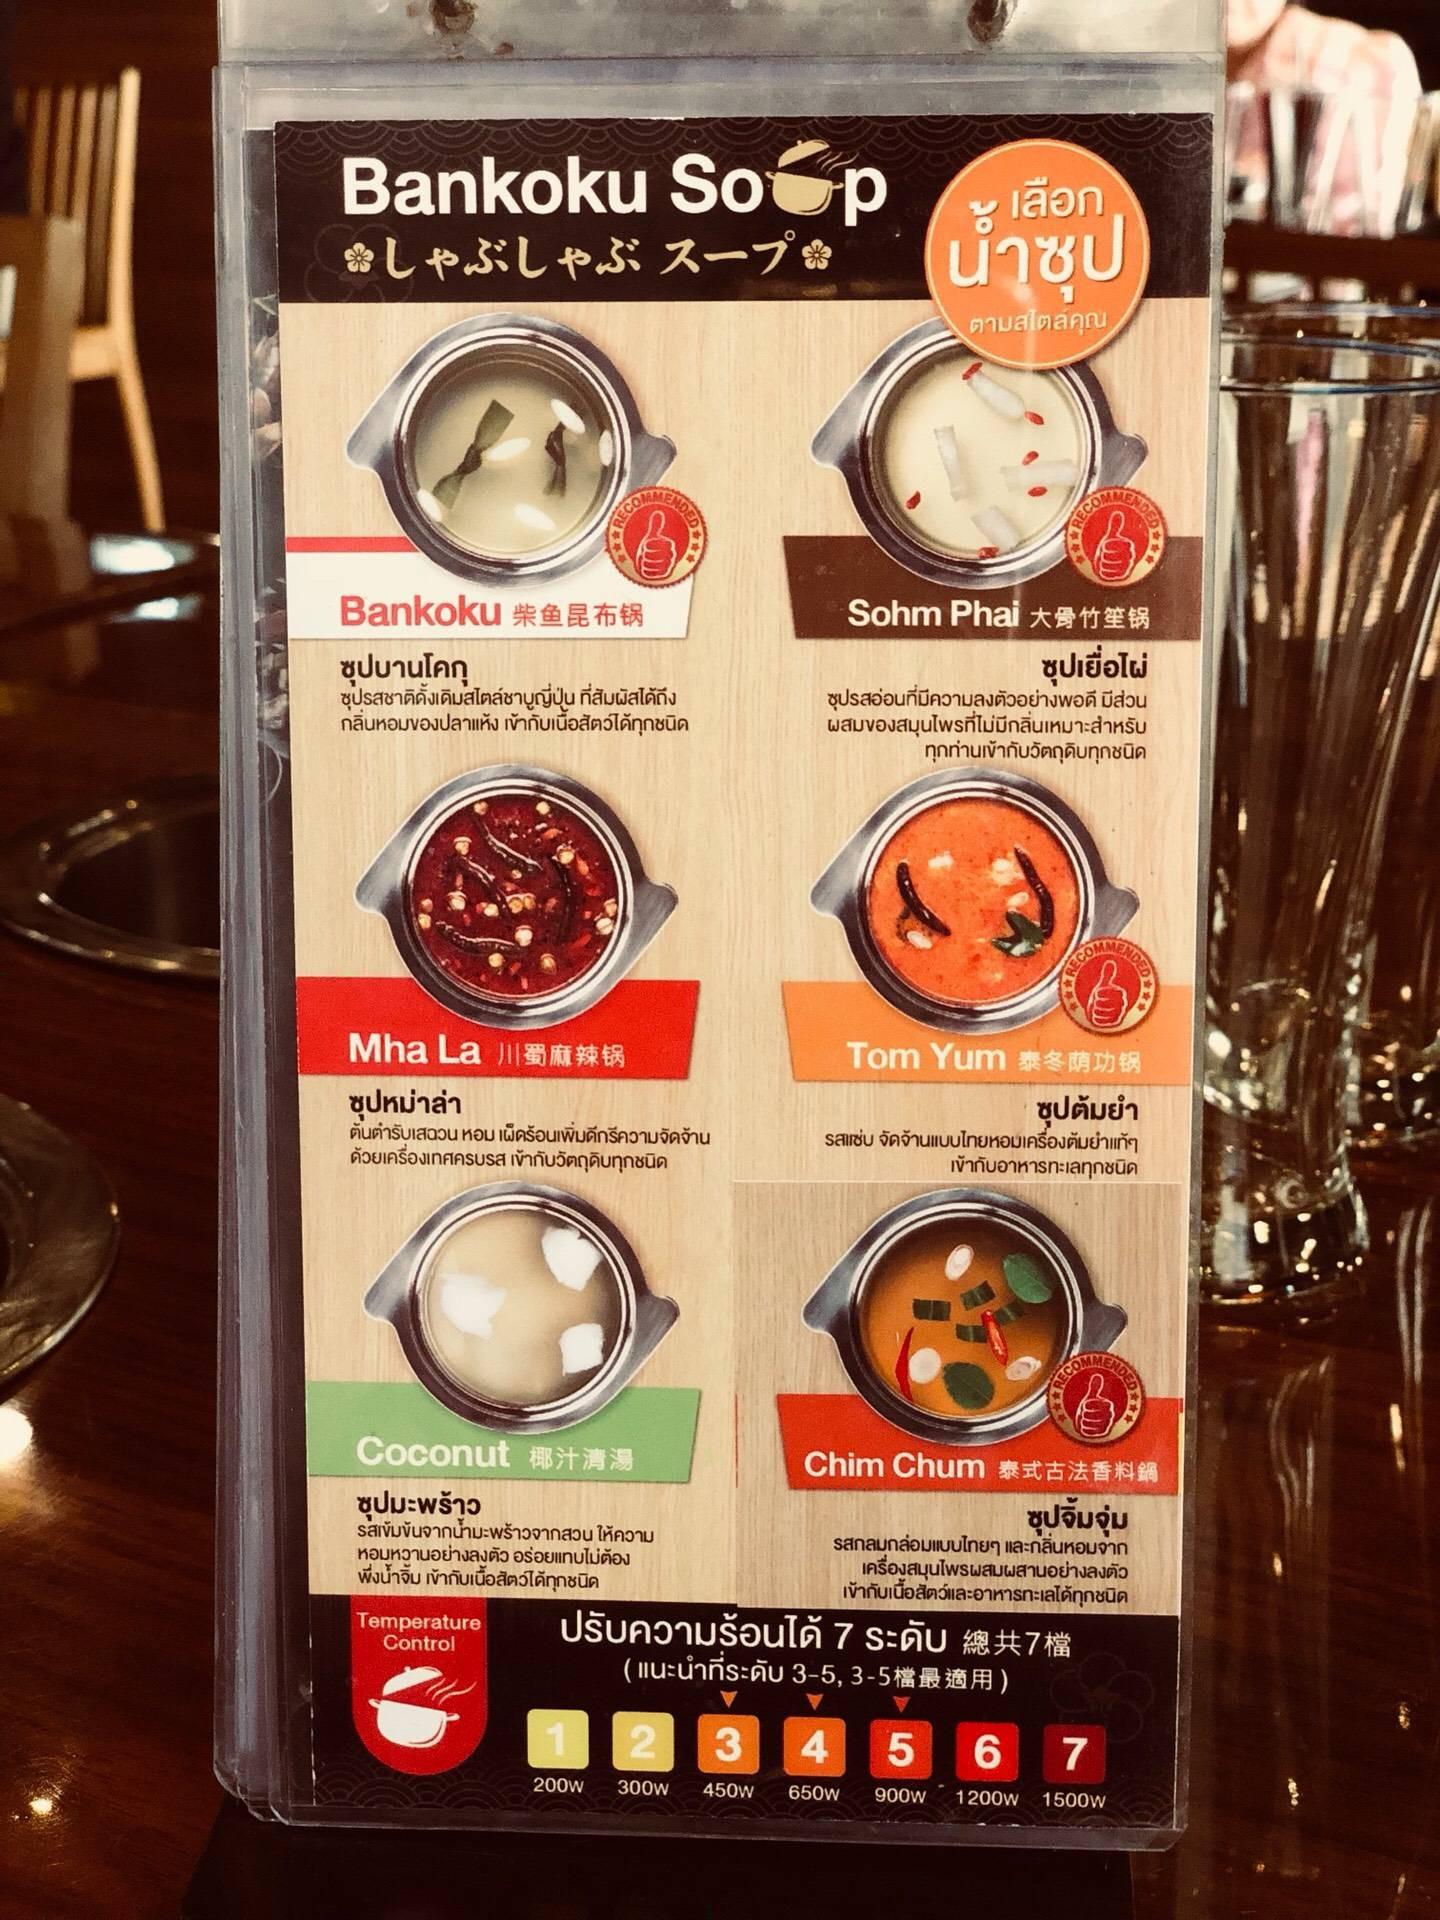 Bankoku Soup
しゃぶしゃぶ スープ
เลือก
น้ำซุป
ตามสไตล์คุณ
RECOMMENDED
Bankoku 柴鱼昆布锅
ซุปบานโคกุ
ซุปรสชาติดั้งเดิมสไตล์ชาบูญี่ปุ่น ที่สัมผัสได้ถึง
กลิ่นหอมของปลาแห้ง เข้ากับเนื้อสัตว์ได้ทุกชนิด
RECOMMENDED
Sohm Phai 大骨竹笙锅
ซุปเยื่อไผ่
ซุปรสอ่อนที่มีความลงตัวอย่างพอดี มีส่วน
ผสมของสมุนไพรที่ไม่มีกลิ่นเหมาะสำหรับ
ทุกท่านเข้ากับวัตถุดิบทุกชนิด
Mha La 川蜀麻辣锅
ซุปหม่าล่า
ต้นตำรับเสฉวน หอม เผ็ดร้อนเพิ่มดีกรีความจัดจ้าน
ด้วยเครื่องเทศครบรส เข้ากับวัตถุดิบทุกชนิด
RECOMMENDED
Tom Yum 泰冬荫功锅
ซุปต้มยำ
รสแซ่บ จัดจ้านแบบไทยหอมเครื่องต้มยำแท้ๆ
เข้ากับอาหารทะเลทุกชนิด
Coconut 椰汁清湯
ซุปมะพร้าว
รสเข้มข้นจากน้ำมะพร้าวจากสวน ให้ความ
หอมหวานอย่างลงตัว อร่อยแทบไม่ต้อง
พึ่งน้ำจิ้ม เข้ากับเนื้อสัตว์ได้ทุกชนิด
RECOMMENDED
Chim Chum 泰式古法香料鍋
ซุปจิ้มจุ่ม
รสกลมกล่อมแบบไทยๆ และกลิ่นหอมจาก
เครื่องสมุนไพรผสมผสานอย่างลงตัว
เข้ากับเนื้อสัตว์และอาหารทะเลได้ทุกชนิด
Temperature
Control
ปรับความร้อนได้ 7 ระดับ 總共7檔
( แนะนำที่ระดับ 3-5, 3-5檔最適用 )
1 2 3 4 5 6 7
200W 300W 450W 650W 900W 1200W 1500W